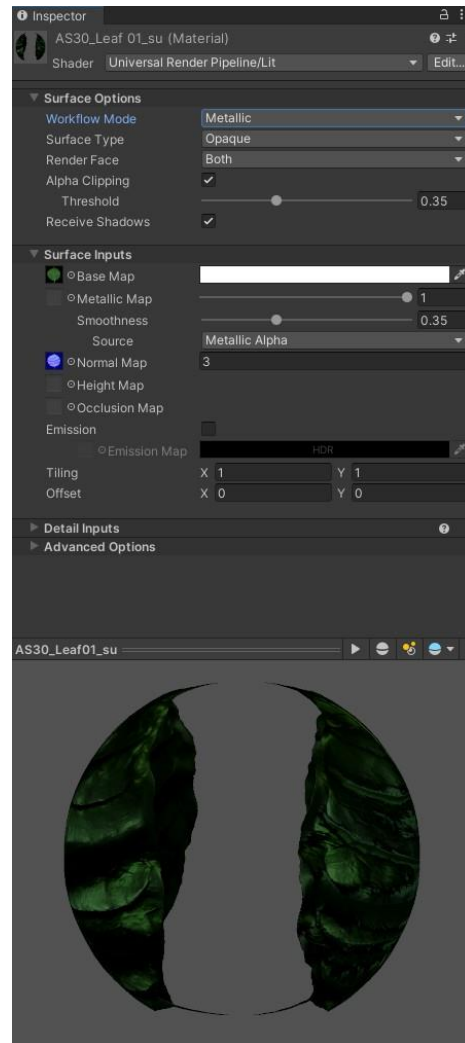 Inspector
AS30_Leaf 01_su (Material)
Shader Universal Render Pipeline/Lit Edit...
Surface Options
Workflow Mode Metallic
Surface Type Opaque
Render Face Both
Alpha Clipping
Threshold 0.35
Receive Shadows
Surface Inputs
Base Map
Metallic Map 1
Smoothness 0.35
Source Metallic Alpha
Normal Map 3
Height Map
Occlusion Map
Emission
Emission Map HDR
Tiling X 1 Y 1
Offset X 0 Y 0
Detail Inputs
Advanced Options
AS30_Leaf01_su